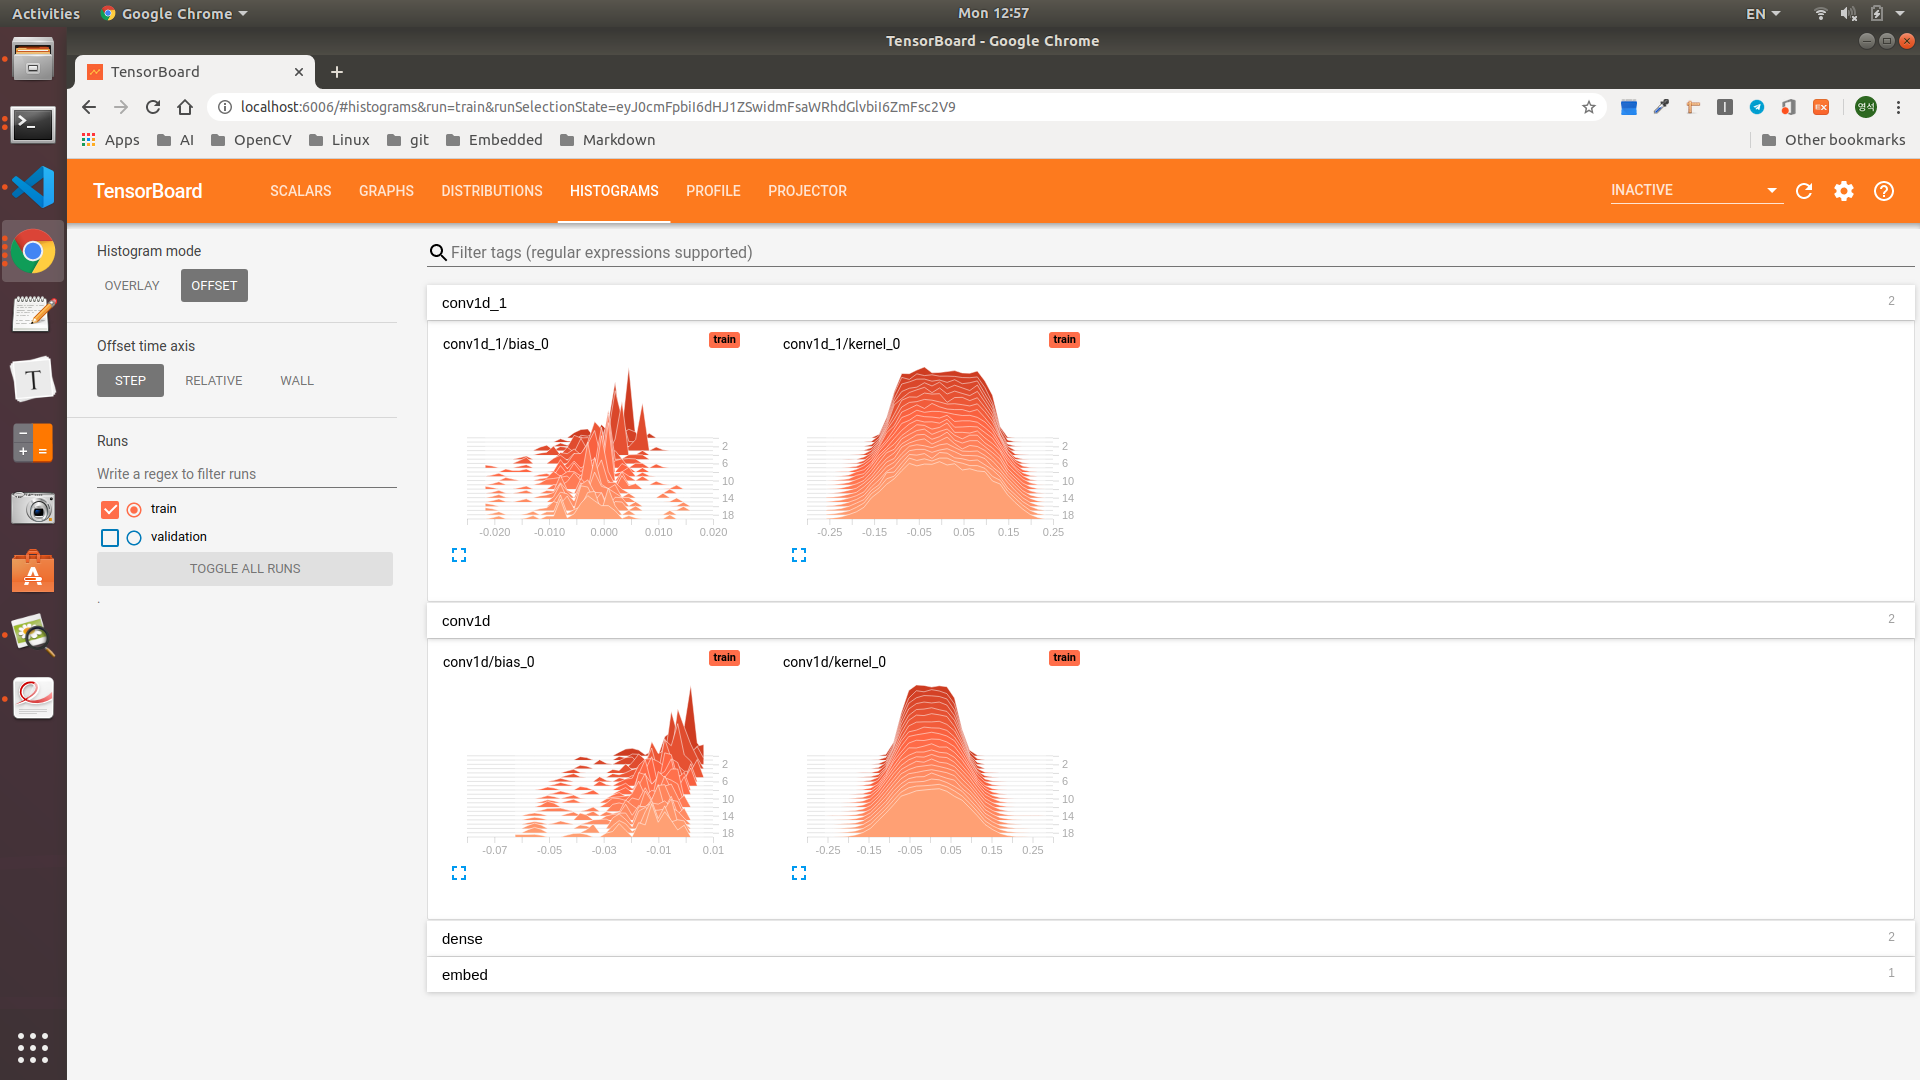 Activities Google Chrome Mon 12:57 EN
TensorBoard - Google Chrome
TensorBoard
localhost:6006/#histograms&run=train&runSelectionState=eyJ0cmFpbiI6dHJ1ZSwidmFsaWRhdGlvbiI6ZmFsc2V9 EX 영석
Apps AI OpenCV Linux git Embedded Markdown Other bookmarks
TensorBoard SCALARS GRAPHS DISTRIBUTIONS HISTOGRAMS PROFILE PROJECTOR INACTIVE
Histogram mode
OVERLAY OFFSET
Offset time axis
STEP RELATIVE WALL
Runs
Write a regex to filter runs
train
validation
TOGGLE ALL RUNS
.
Filter tags (regular expressions supported)
conv1d_1 2
conv1d_1/bias_0 train
2
6
10
14
18
-0.020 -0.010 0.000 0.010 0.020
conv1d_1/kernel_0 train
2
6
10
14
18
-0.25 -0.15 -0.05 0.05 0.15 0.25
conv1d 2
conv1d/bias_0 train
2
6
10
14
18
-0.07 -0.05 -0.03 -0.01 0.01
conv1d/kernel_0 train
2
6
10
14
18
-0.25 -0.15 -0.05 0.05 0.15 0.25
dense 2
embed 1